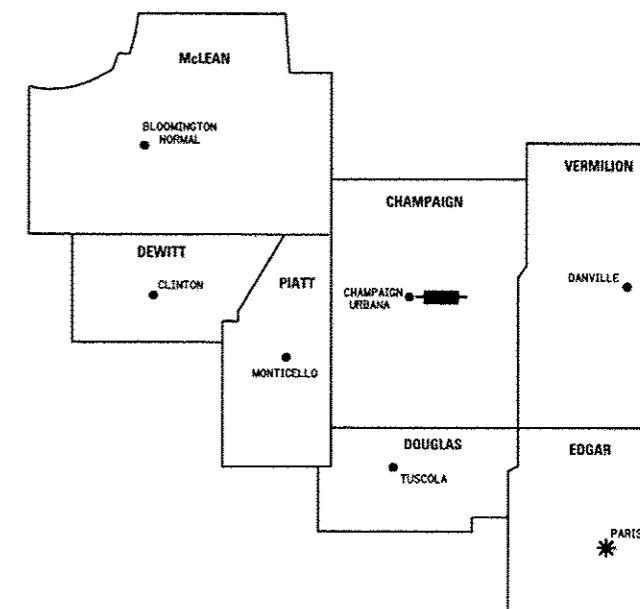 McLEAN
BLOOMINGTON
NORMAL
VERMILION
CHAMPAIGN
DEWITT
PIATT
CLINTON
CHAMPAIGN
URBANA
DANVILLE
MONTICELLO
DOUGLAS
EDGAR
TUSCOLA
PARIS